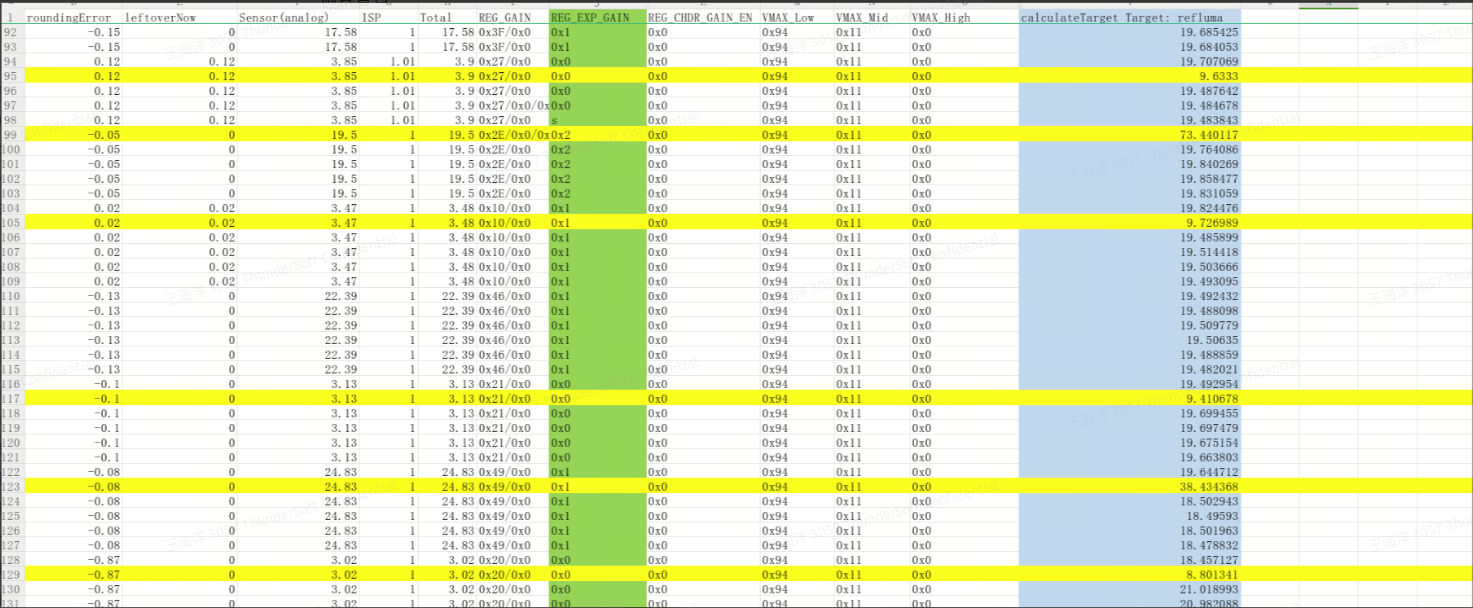 1 roundingError leftoverNow Sensor(analog) ISP Total REG_GAIN REG_EXP_GAIN REG_CHDR_GAIN_EN VMAX_Low VMAX_Mid VMAX_High calculateTarget Target: refluma
92 -0.15 0 17.58 1 17.58 0x3F/0x0 0x1 0x0 0x94 0x11 0x0 19.685425
93 -0.15 0 17.58 1 17.58 0x3F/0x0 0x1 0x0 0x94 0x11 0x0 19.684053
94 0.12 0.12 3.85 1.01 3.9 0x27/0x0 0x0 0x0 0x94 0x11 0x0 19.707069
95 0.12 0.12 3.85 1.01 3.9 0x27/0x0 0x0 0x0 0x94 0x11 0x0 9.6333
96 0.12 0.12 3.85 1.01 3.9 0x27/0x0 0x0 0x0 0x94 0x11 0x0 19.487642
97 0.12 0.12 3.85 1.01 3.9 0x27/0x0/0x 0x0 0x0 0x94 0x11 0x0 19.484678
98 0.12 0.12 3.85 1.01 3.9 0x27/0x0 s 0x0 0x94 0x11 0x0 19.483843
99 -0.05 0 19.5 1 19.5 0x2E/0x0/0x 0x2 0x0 0x94 0x11 0x0 73.440117
100 -0.05 0 19.5 1 19.5 0x2E/0x0 0x2 0x0 0x94 0x11 0x0 19.764086
101 -0.05 0 19.5 1 19.5 0x2E/0x0 0x2 0x0 0x94 0x11 0x0 19.840269
102 -0.05 0 19.5 1 19.5 0x2E/0x0 0x2 0x0 0x94 0x11 0x0 19.858477
103 -0.05 0 19.5 1 19.5 0x2E/0x0 0x2 0x0 0x94 0x11 0x0 19.831059
104 0.02 0.02 3.47 1 3.48 0x10/0x0 0x1 0x0 0x94 0x11 0x0 19.824476
105 0.02 0.02 3.47 1 3.48 0x10/0x0 0x1 0x0 0x94 0x11 0x0 9.726989
106 0.02 0.02 3.47 1 3.48 0x10/0x0 0x1 0x0 0x94 0x11 0x0 19.485899
107 0.02 0.02 3.47 1 3.48 0x10/0x0 0x1 0x0 0x94 0x11 0x0 19.514418
108 0.02 0.02 3.47 1 3.48 0x10/0x0 0x1 0x0 0x94 0x11 0x0 19.503666
109 0.02 0.02 3.47 1 3.48 0x10/0x0 0x1 0x0 0x94 0x11 0x0 19.493095
110 -0.13 0 22.39 1 22.39 0x46/0x0 0x1 0x0 0x94 0x11 0x0 19.492432
111 -0.13 0 22.39 1 22.39 0x46/0x0 0x1 0x0 0x94 0x11 0x0 19.488098
112 -0.13 0 22.39 1 22.39 0x46/0x0 0x1 0x0 0x94 0x11 0x0 19.509779
113 -0.13 0 22.39 1 22.39 0x46/0x0 0x1 0x0 0x94 0x11 0x0 19.50635
114 -0.13 0 22.39 1 22.39 0x46/0x0 0x1 0x0 0x94 0x11 0x0 19.488859
115 -0.13 0 22.39 1 22.39 0x46/0x0 0x1 0x0 0x94 0x11 0x0 19.482021
116 -0.1 0 3.13 1 3.13 0x21/0x0 0x0 0x0 0x94 0x11 0x0 19.492954
117 -0.1 0 3.13 1 3.13 0x21/0x0 0x0 0x0 0x94 0x11 0x0 9.410678
118 -0.1 0 3.13 1 3.13 0x21/0x0 0x0 0x0 0x94 0x11 0x0 19.699455
119 -0.1 0 3.13 1 3.13 0x21/0x0 0x0 0x0 0x94 0x11 0x0 19.697479
120 -0.1 0 3.13 1 3.13 0x21/0x0 0x0 0x0 0x94 0x11 0x0 19.675154
121 -0.1 0 3.13 1 3.13 0x21/0x0 0x0 0x0 0x94 0x11 0x0 19.663803
122 -0.08 0 24.83 1 24.83 0x49/0x0 0x1 0x0 0x94 0x11 0x0 19.644712
123 -0.08 0 24.83 1 24.83 0x49/0x0 0x1 0x0 0x94 0x11 0x0 38.434368
124 -0.08 0 24.83 1 24.83 0x49/0x0 0x1 0x0 0x94 0x11 0x0 18.502943
125 -0.08 0 24.83 1 24.83 0x49/0x0 0x1 0x0 0x94 0x11 0x0 18.49593
126 -0.08 0 24.83 1 24.83 0x49/0x0 0x1 0x0 0x94 0x11 0x0 18.501963
127 -0.08 0 24.83 1 24.83 0x49/0x0 0x1 0x0 0x94 0x11 0x0 18.478832
128 -0.87 0 3.02 1 3.02 0x20/0x0 0x0 0x0 0x94 0x11 0x0 18.457127
129 -0.87 0 3.02 1 3.02 0x20/0x0 0x0 0x0 0x94 0x11 0x0 8.801341
130 -0.87 0 3.02 1 3.02 0x20/0x0 0x0 0x0 0x94 0x11 0x0 21.018993
131 -0.87 0 3.02 1 3.02 0x20/0x0 0x0 0x0 0x94 0x11 0x0 20.982088